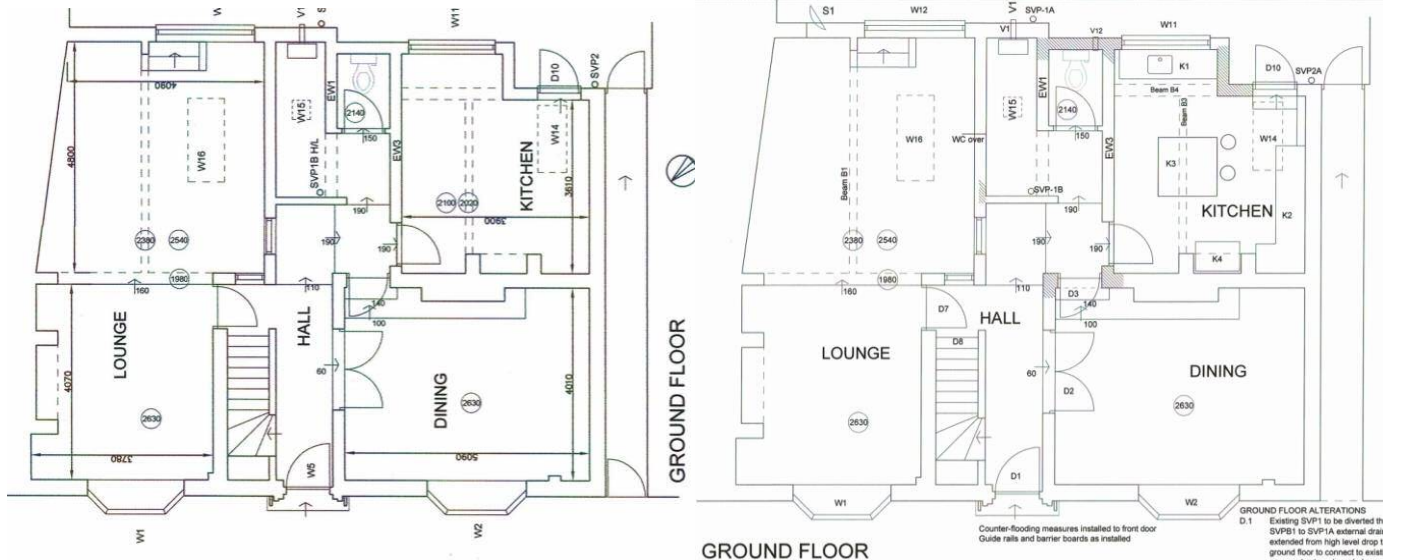 V1
W11
4090
4800
W15
W16
EW1
2140
150
D10
SVP2
W14
EW3
SVP1B H/L
KITCHEN
3610
2100
2020
3900
190
190
190
2380
2540
1980
160
110
140
100
LOUNGE
HALL
60
4070
DINING
4010
2630
2630
3780
5090
W5
W1
W2
GROUND FLOOR
S1
W12
V1
SVP-1A
V1
V12
W11
K1
D10
SVP2A
EW1
Beam B4
Beam B3
W15
2140
150
W14
W16
WC over
EW3
K3
Beam B1
SVP-1B
190
KITCHEN
K2
2380
2540
190
190
K4
1980
160
110
D3
140
100
D7
HALL
D8
LOUNGE
60
DINING
D2
2630
2630
D1
W1
W2
Counter-flooding measures installed to front door
Guide rails and barrier boards as installed
GROUND FLOOR
GROUND FLOOR ALTERATIONS
D.1 Existing SVP1 to be diverted th
SVPB1 to SVP1A external drai
extended from high level drop t
ground floor to connect to exist